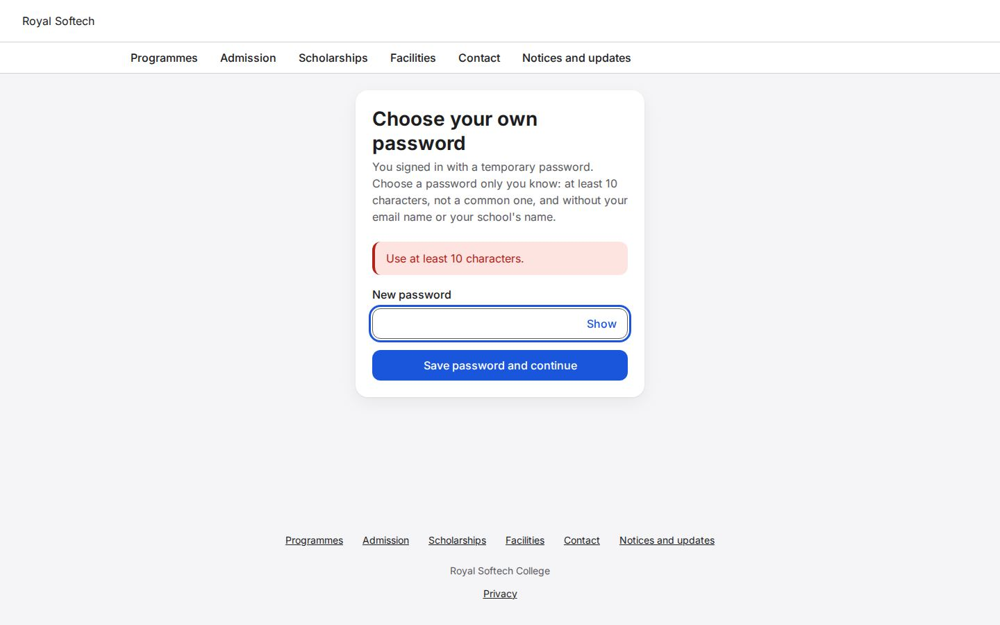 Royal Softech
Programmes Admission Scholarships Facilities Contact Notices and updates
Choose your own
password
You signed in with a temporary password.
Choose a password only you know: at least 10
characters, not a common one, and without your
email name or your school's name.
Use at least 10 characters.
New password
Show
Save password and continue
Programmes Admission Scholarships Facilities Contact Notices and updates
Royal Softech College
Privacy